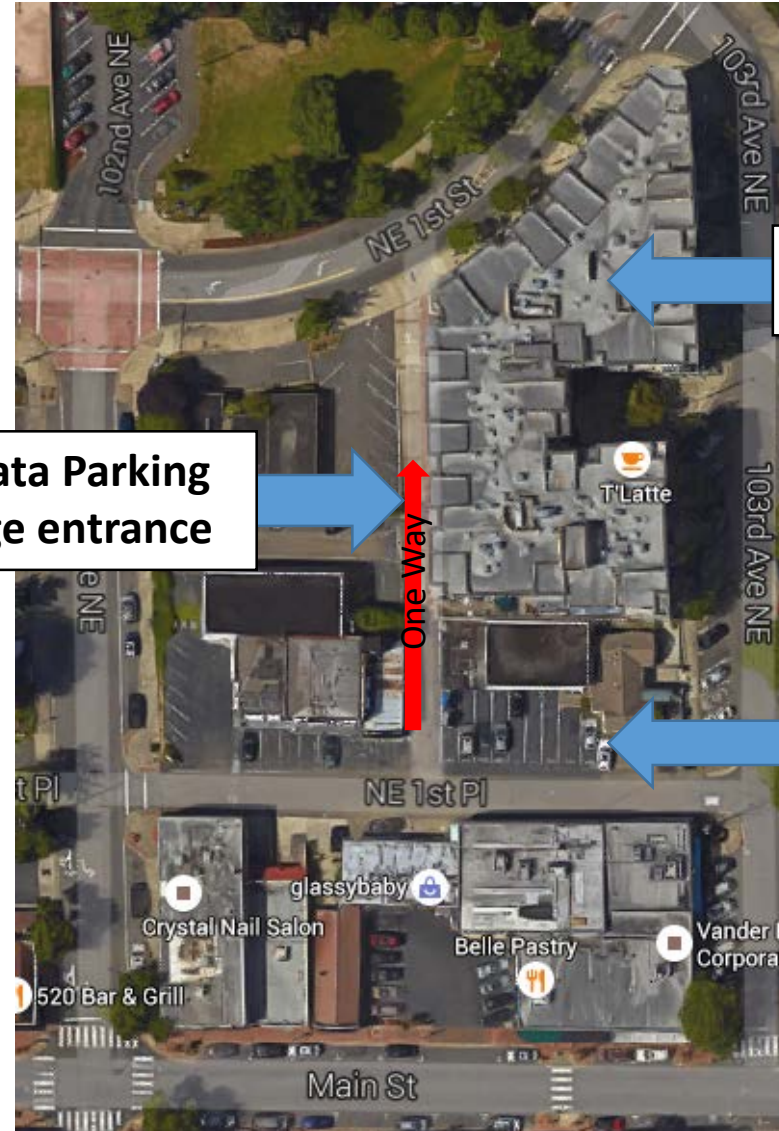 102nd Ave NE
103rd Ave NE
NE 1st St
ata Parking
ge entrance
T'Latte
103rd Ave NE
One Way
e NE
t Pl
NE 1st Pl
glassybaby
Crystal Nail Salon
Belle Pastry
Vander
Corpora
520 Bar & Grill
Main St